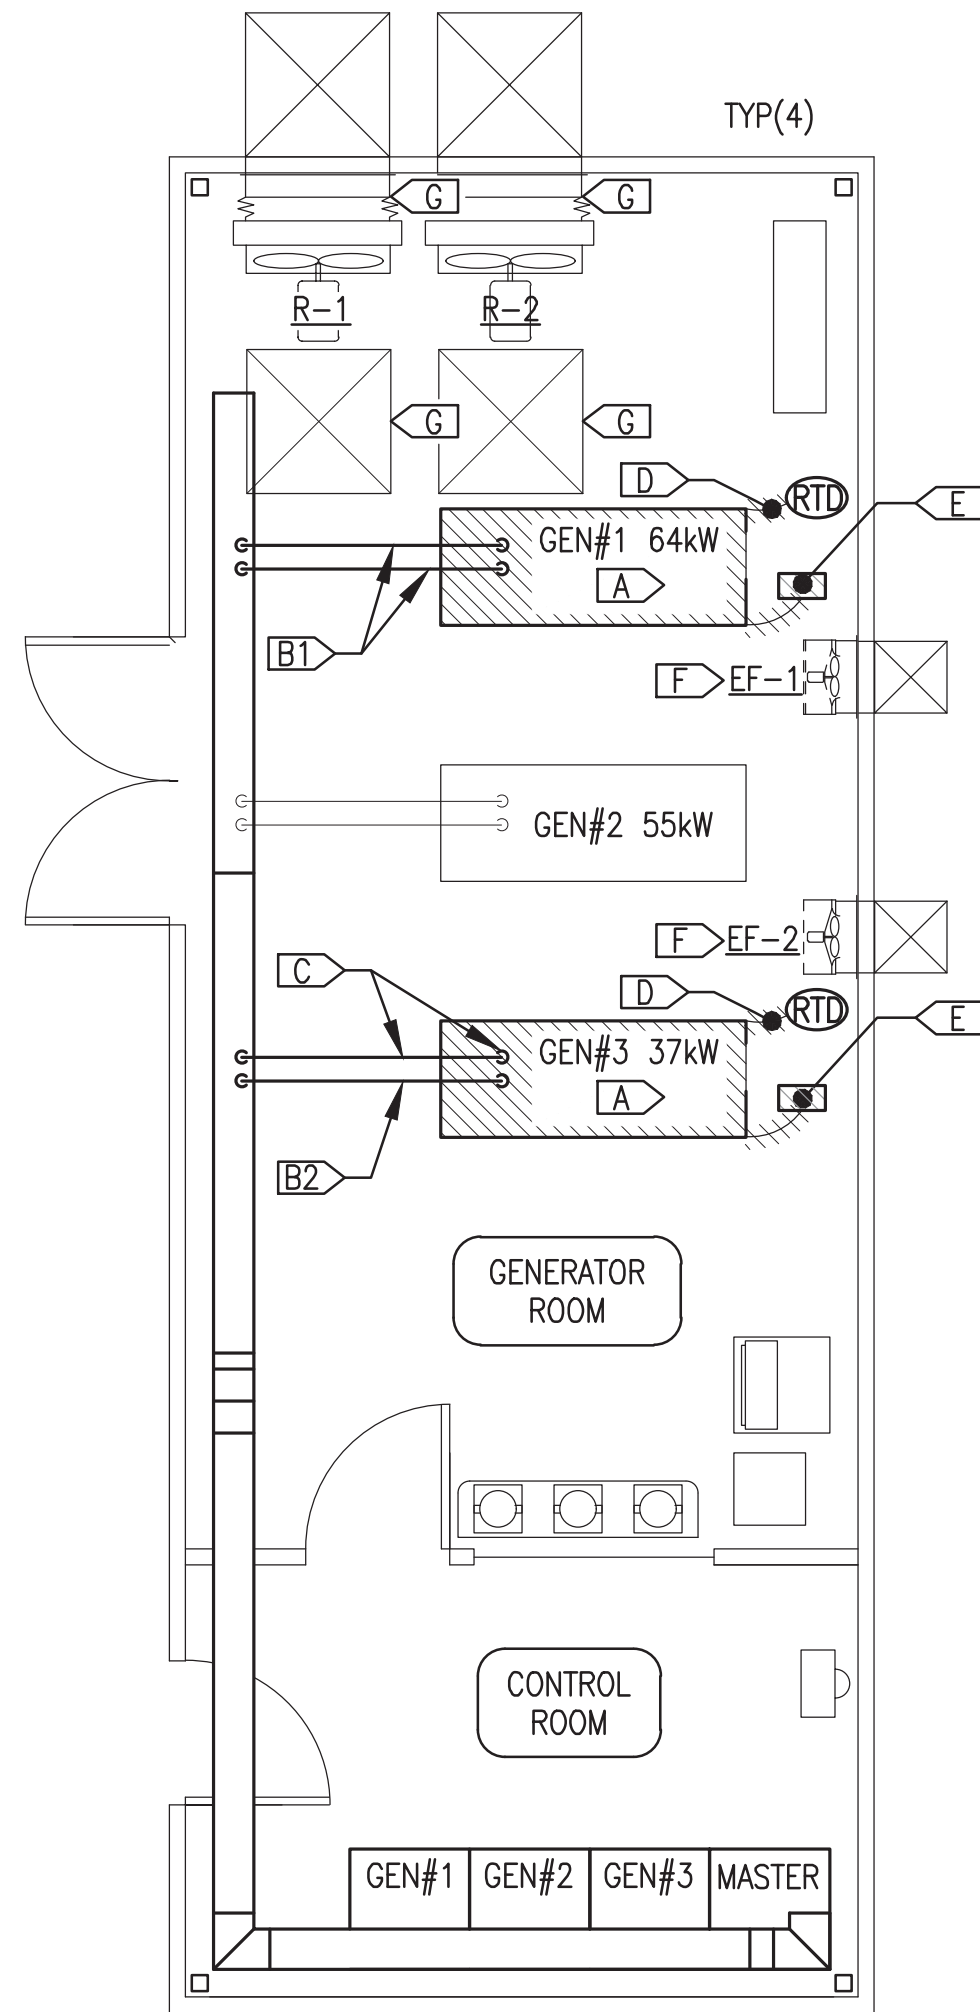 TYP(4)
G
G
R-1
R-2
G
G
D
RTD
E
GEN#1 64kW
A
B1
F
EF-1
GEN#2 55kW
F
EF-2
C
D
RTD
E
GEN#3 37kW
A
B2
GENERATOR
ROOM
CONTROL
ROOM
GEN#1
GEN#2
GEN#3
MASTER